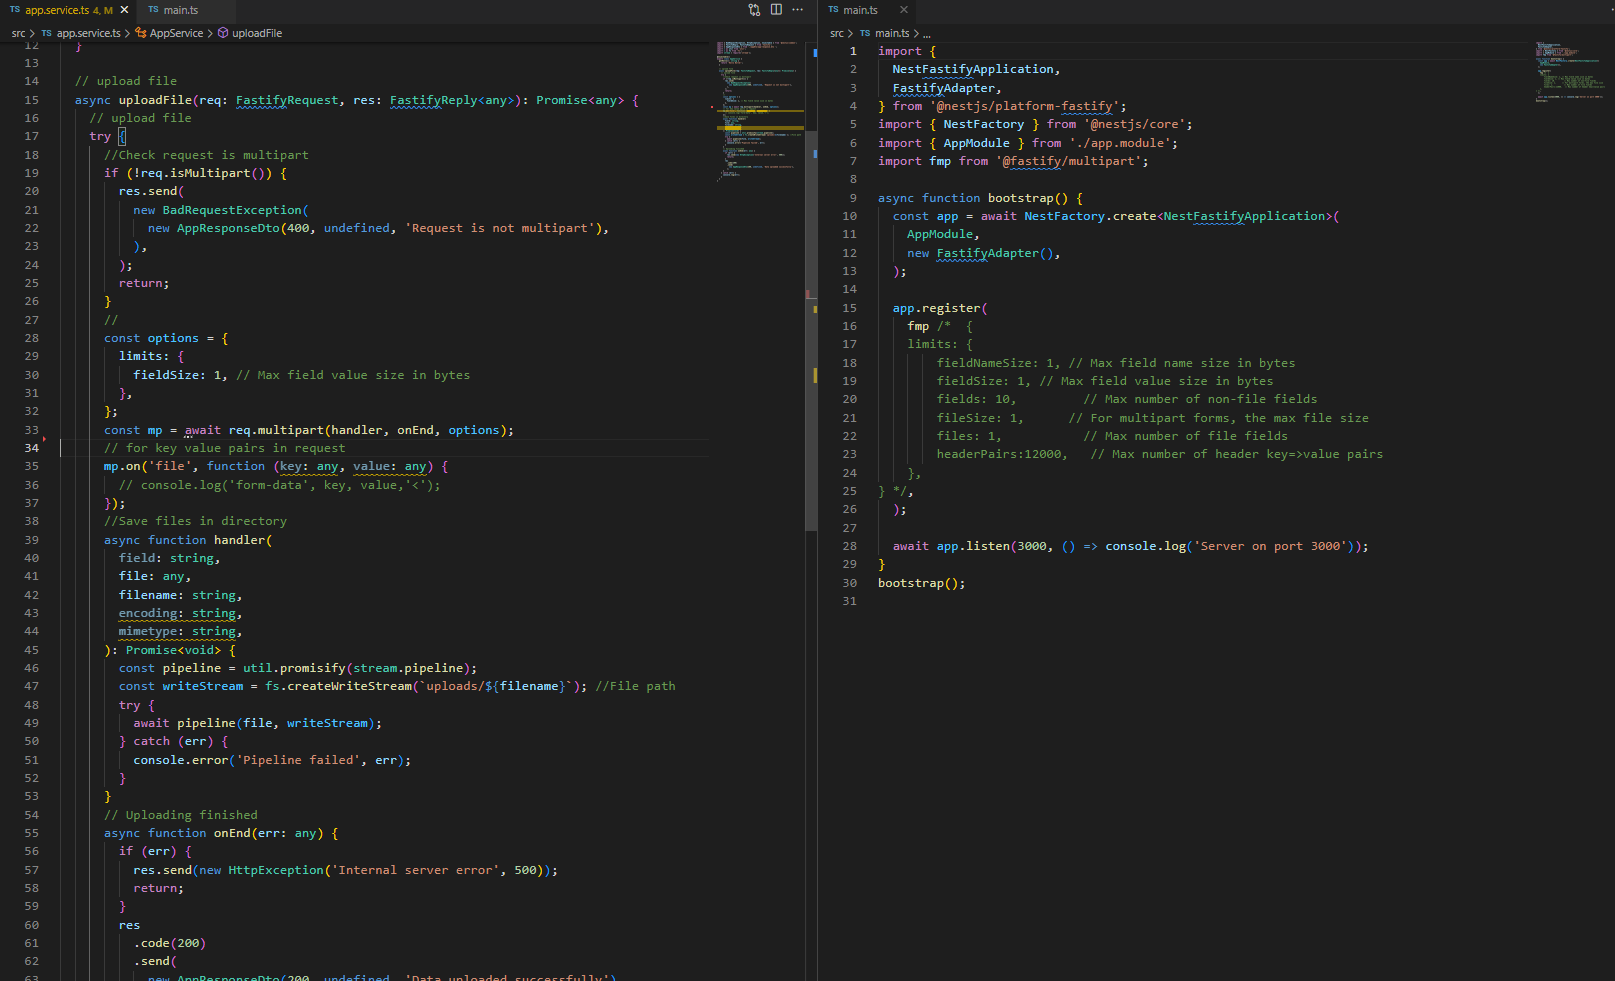 TS app.service.ts 4, M ×
TS main.ts
src > TS app.service.ts > AppService > uploadFile
12 }
13
14 // upload file
15 async uploadFile(req: FastifyRequest, res: FastifyReply<any>): Promise<any> {
16 // upload file
17 try {
18 //Check request is multipart
19 if (!req.isMultipart()) {
20 res.send(
21 new BadRequestException(
22 new AppResponseDto(400, undefined, 'Request is not multipart'),
23 ),
24 );
25 return;
26 }
27 //
28 const options = {
29 limits: {
30 fieldSize: 1, // Max field value size in bytes
31 },
32 };
33 const mp = await req.multipart(handler, onEnd, options);
34 // for key value pairs in request
35 mp.on('file', function (key: any, value: any) {
36 // console.log('form-data', key, value,'<');
37 });
38 //Save files in directory
39 async function handler(
40 field: string,
41 file: any,
42 filename: string,
43 encoding: string,
44 mimetype: string,
45 ): Promise<void> {
46 const pipeline = util.promisify(stream.pipeline);
47 const writeStream = fs.createWriteStream(`uploads/${filename}`); //File path
48 try {
49 await pipeline(file, writeStream);
50 } catch (err) {
51 console.error('Pipeline failed', err);
52 }
53 }
54 // Uploading finished
55 async function onEnd(err: any) {
56 if (err) {
57 res.send(new HttpException('Internal server error', 500));
58 return;
59 }
60 res
61 .code(200)
62 .send(
63 new AppResponseDto(200, undefined, 'Data uploaded successfully')
TS main.ts ×
src > TS main.ts > ...
1 import {
2 NestFastifyApplication,
3 FastifyAdapter,
4 } from '@nestjs/platform-fastify';
5 import { NestFactory } from '@nestjs/core';
6 import { AppModule } from './app.module';
7 import fmp from '@fastify/multipart';
8
9 async function bootstrap() {
10 const app = await NestFactory.create<NestFastifyApplication>(
11 AppModule,
12 new FastifyAdapter(),
13 );
14
15 app.register(
16 fmp /* {
17 limits: {
18 fieldNameSize: 1, // Max field name size in bytes
19 fieldSize: 1, // Max field value size in bytes
20 fields: 10, // Max number of non-file fields
21 fileSize: 1, // For multipart forms, the max file size
22 files: 1, // Max number of file fields
23 headerPairs:12000, // Max number of header key=>value pairs
24 },
25 } */,
26 );
27
28 await app.listen(3000, () => console.log('Server on port 3000'));
29 }
30 bootstrap();
31